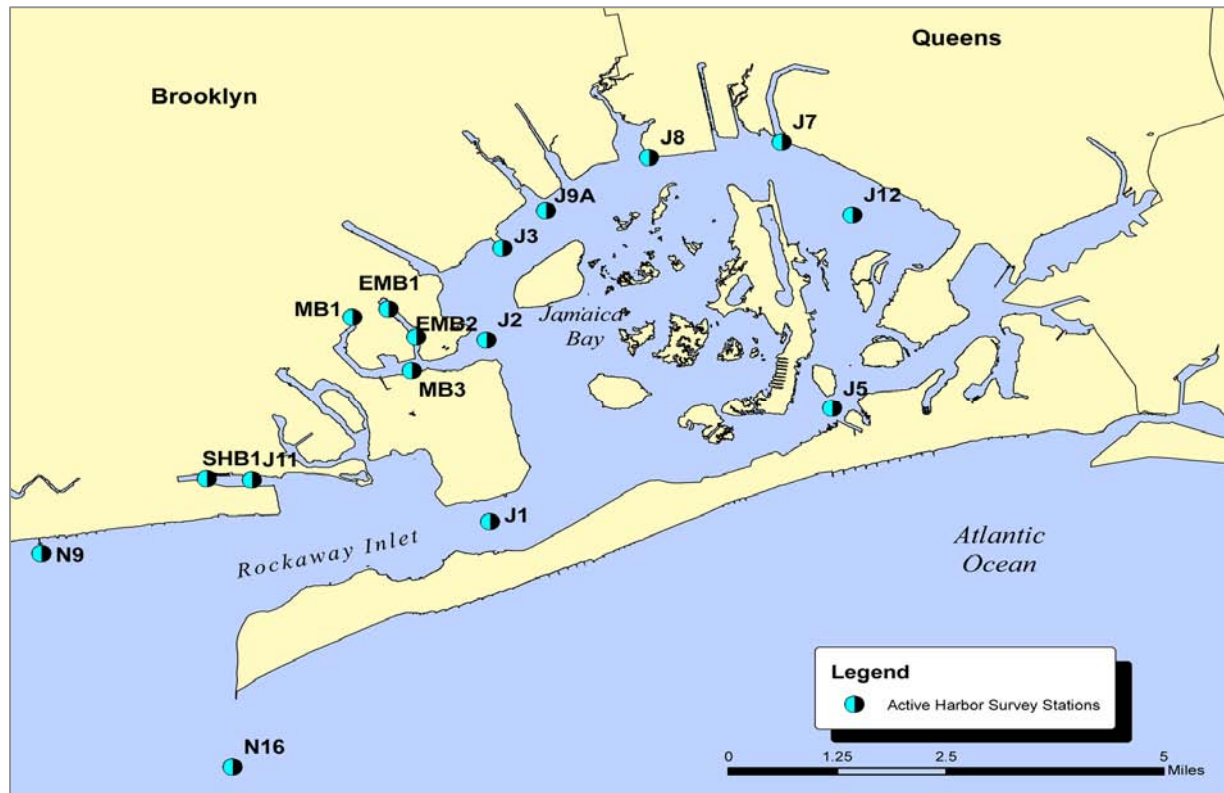 Queens
Brooklyn
J7
J8
J9A
J12
J3
EMB1
MB1
EMB2
J2
Jamaica
Bay
MB3
J5
SHB1
J11
J1
Rockaway Inlet
N9
Atlantic
Ocean
Legend
Active Harbor Survey Stations
N16
0 1.25 2.5 5
Miles